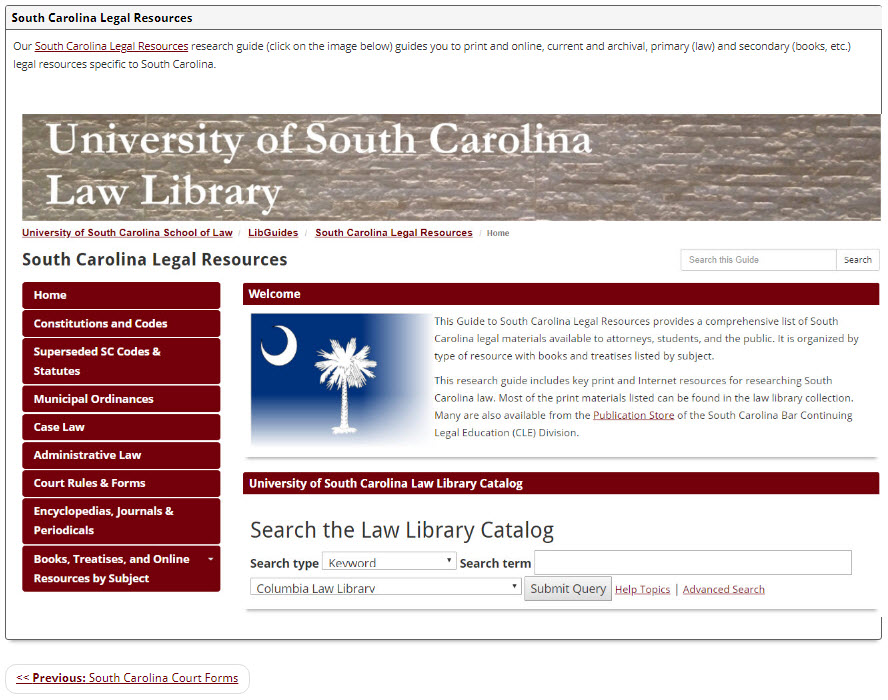 South Carolina Legal Resources
Our South Carolina Legal Resources research guide (click on the image below) guides you to print and online, current and archival, primary (law) and secondary (books, etc.)
legal resources specific to South Carolina.
University of South Carolina
Law Library
University of South Carolina School of Law / LibGuides / South Carolina Legal Resources / Home
South Carolina Legal Resources
Search this Guide Search
Home
Constitutions and Codes
Superseded SC Codes &
Statutes
Municipal Ordinances
Case Law
Administrative Law
Court Rules & Forms
Encyclopedias, Journals &
Periodicals
Books, Treatises, and Online
Resources by Subject
Welcome
This Guide to South Carolina Legal Resources provides a comprehensive list of South
Carolina legal materials available to attorneys, students, and the public. It is organized by
type of resource with books and treatises listed by subject.
This research guide includes key print and Internet resources for researching South
Carolina law. Most of the print materials listed can be found in the law library collection.
Many are also available from the Publication Store of the South Carolina Bar Continuing
Legal Education (CLE) Division.
University of South Carolina Law Library Catalog
Search the Law Library Catalog
Search type Keyword Search term
Columbia Law Library Submit Query Help Topics | Advanced Search
<< Previous: South Carolina Court Forms